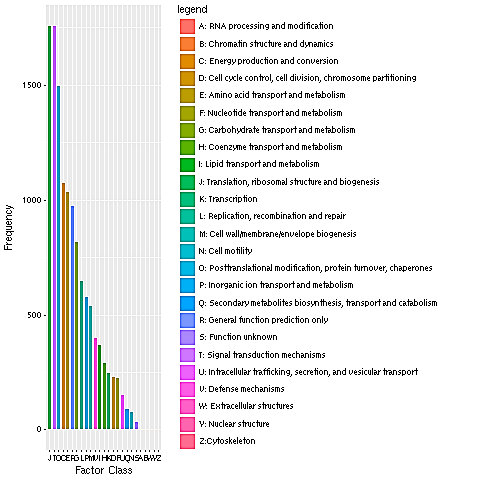 legend
A: RNA processing and modification
B: Chromatin structure and dynamics
C: Energy production and conversion
D: Cell cycle control, cell division, chromosome partitioning
E: Amino acid transport and metabolism
F: Nucleotide transport and metabolism
G: Carbohydrate transport and metabolism
H: Coenzyme transport and metabolism
I: Lipid transport and metabolism
J: Translation, ribosomal structure and biogenesis
K: Transcription
L: Replication, recombination and repair
M: Cell wall/membrane/envelope biogenesis
N: Cell motility
O: Posttranslational modification, protein turnover, chaperones
P: Inorganic ion transport and metabolism
Q: Secondary metabolites biosynthesis, transport and catabolism
R: General function prediction only
S: Function unknown
T: Signal transduction mechanisms
U: Intracellular trafficking, secretion, and vesicular transport
V: Defense mechanisms
W: Extracellular structures
Y: Nuclear structure
Z:Cytoskeleton
Frequency
1500
1000
500
0
Factor Class